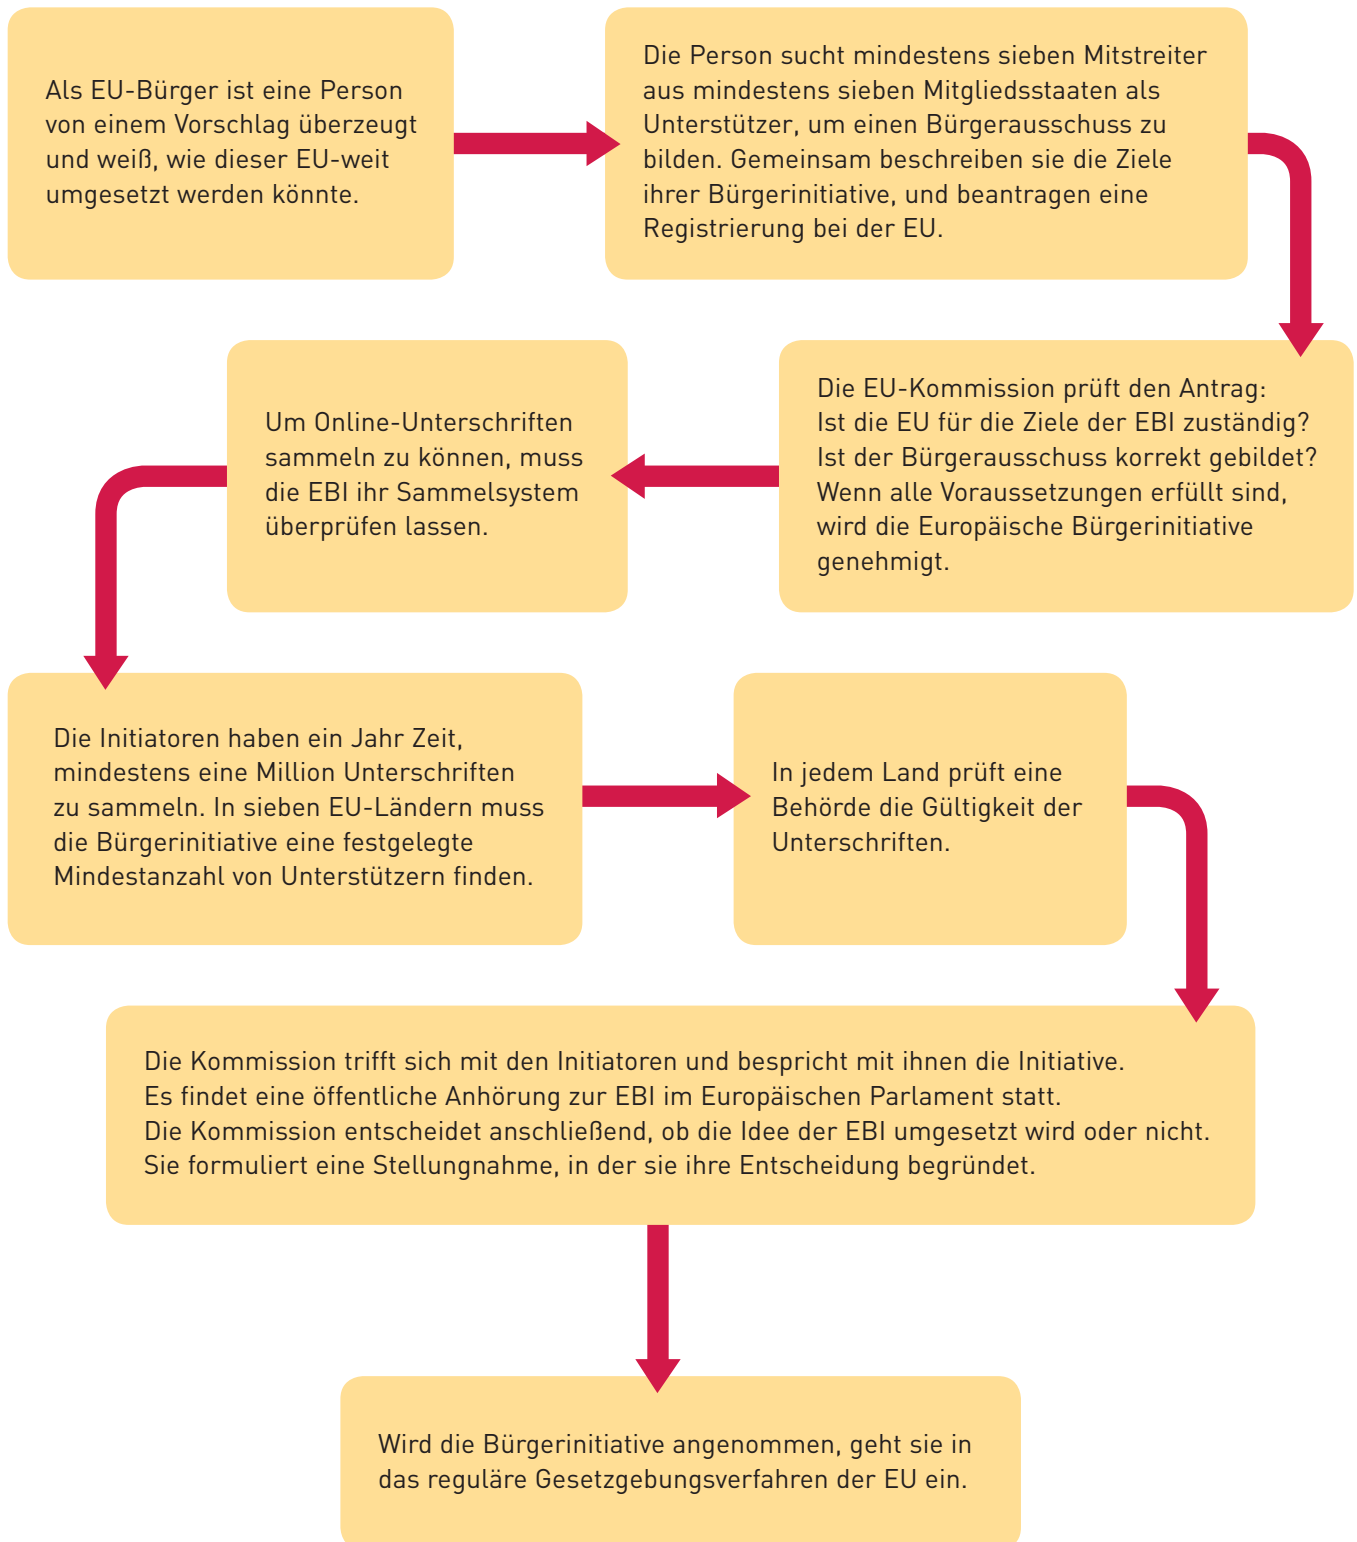 Als EU-Bürger ist eine Person
von einem Vorschlag überzeugt
und weiß, wie dieser EU-weit
umgesetzt werden könnte.
Die Person sucht mindestens sieben Mitstreiter
aus mindestens sieben Mitgliedsstaaten als
Unterstützer, um einen Bürgerausschuss zu
bilden. Gemeinsam beschreiben sie die Ziele
ihrer Bürgerinitiative, und beantragen eine
Registrierung bei der EU.
Die EU-Kommission prüft den Antrag:
Ist die EU für die Ziele der EBI zuständig?
Ist der Bürgerausschuss korrekt gebildet?
Wenn alle Voraussetzungen erfüllt sind,
wird die Europäische Bürgerinitiative
genehmigt.
Um Online-Unterschriften
sammeln zu können, muss
die EBI ihr Sammelsystem
überprüfen lassen.
Die Initiatoren haben ein Jahr Zeit,
mindestens eine Million Unterschriften
zu sammeln. In sieben EU-Ländern muss
die Bürgerinitiative eine festgelegte
Mindestanzahl von Unterstützern finden.
In jedem Land prüft eine
Behörde die Gültigkeit der
Unterschriften.
Die Kommission trifft sich mit den Initiatoren und bespricht mit ihnen die Initiative.
Es findet eine öffentliche Anhörung zur EBI im Europäischen Parlament statt.
Die Kommission entscheidet anschließend, ob die Idee der EBI umgesetzt wird oder nicht.
Sie formuliert eine Stellungnahme, in der sie ihre Entscheidung begründet.
Wird die Bürgerinitiative angenommen, geht sie in
das reguläre Gesetzgebungsverfahren der EU ein.